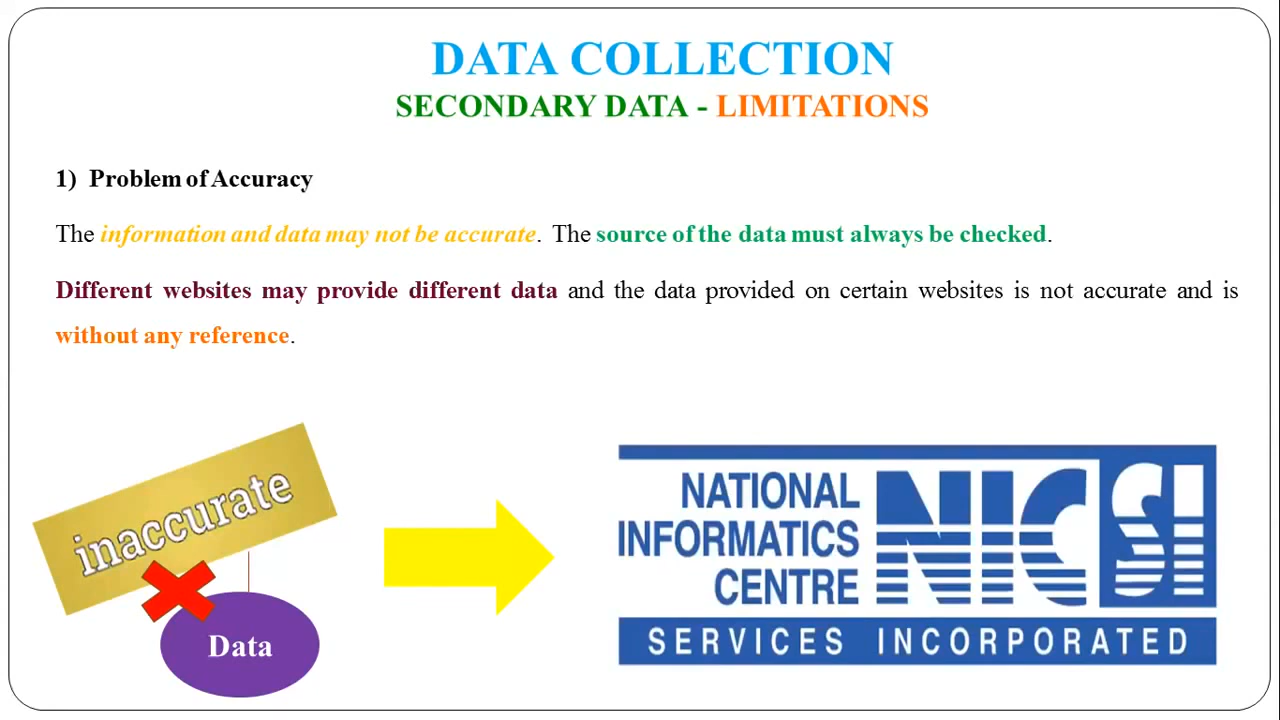 DATA COLLECTION
SECONDARY DATA - LIMITATIONS
1) Problem of Accuracy
The information and data may not be accurate. The source of the data must always be checked.
Different websites may provide different data and the data provided on certain websites is not accurate and is
without any reference.
inaccurate
Data
NATIONAL
INFORMATICS
CENTRE
NICSI
SERVICES INCORPORATED